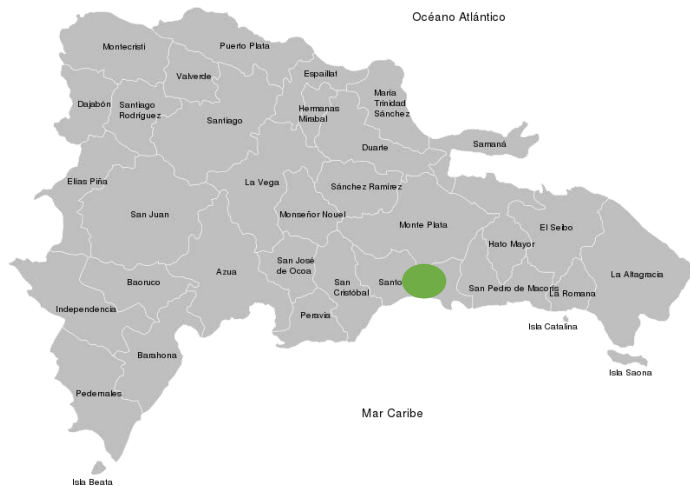 Océano Atlántico
Montecristi
Puerto Plata
Valverde
Espaillat
Dajabón
Santiago
Rodríguez
Santiago
Hermanas
Mirabal
María
Trinidad
Sánchez
Duarte
Samaná
Elias Piña
La Vega
Sánchez Ramirez
San Juan
Monseñor Nouel
Monte Plata
El Seibo
Hato Mayor
Baoruco
Azua
San José
de Ocoa
San
Cristóbal
Santo
San Pedro de Macoris
La Romana
La Altagracia
Independencia
Peravia
Isla Catalina
Barahona
Isla Saona
Pedernales
Mar Caribe
Isla Beata